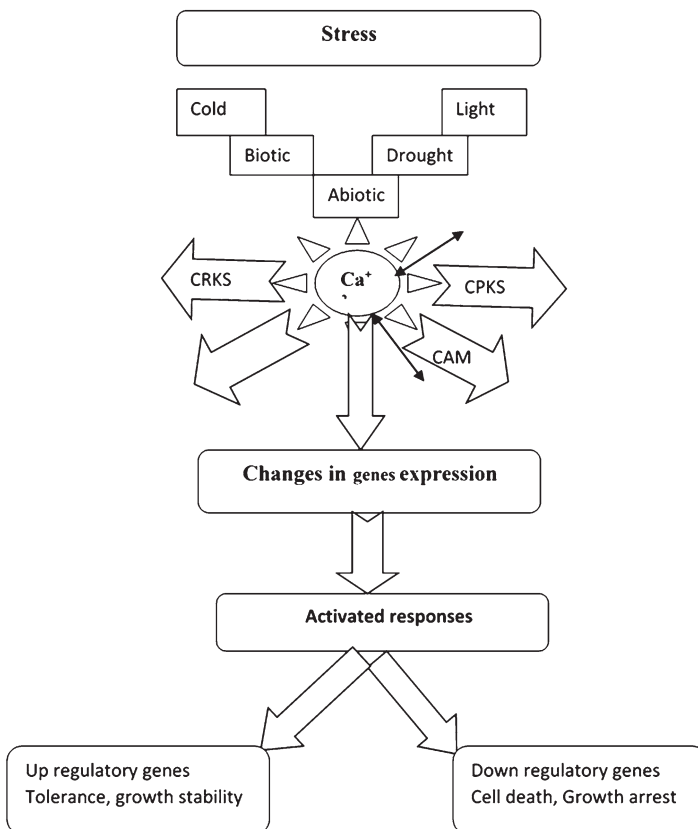 Stress
Cold
Light
Biotic
Drought
Abiotic
CRKS
Ca⁺
,
CPKS
CAM
Changes in genes expression
Activated responses
Up regulatory genes
Tolerance, growth stability
Down regulatory genes
Cell death, Growth arrest